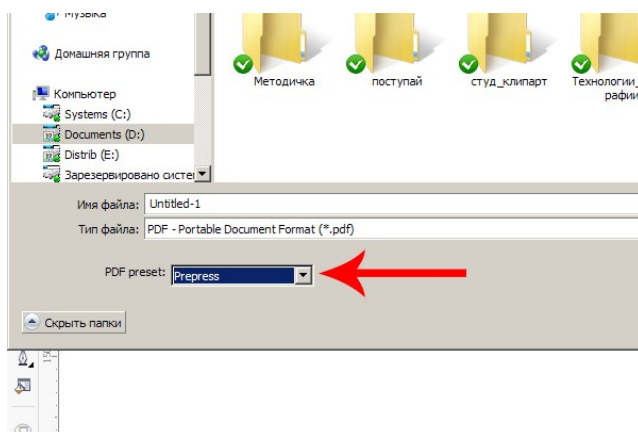 Музыка
Домашняя группа
Компьютер
Systems (C:)
Documents (D:)
Distrib (E:)
Зарезервировано систе
Методичка
поступай
студ_клипарт
Технологии_
рафии
Имя файла: Untitled-1
Тип файла: PDF - Portable Document Format (*.pdf)
PDF preset: Prepress
Скрыть папки